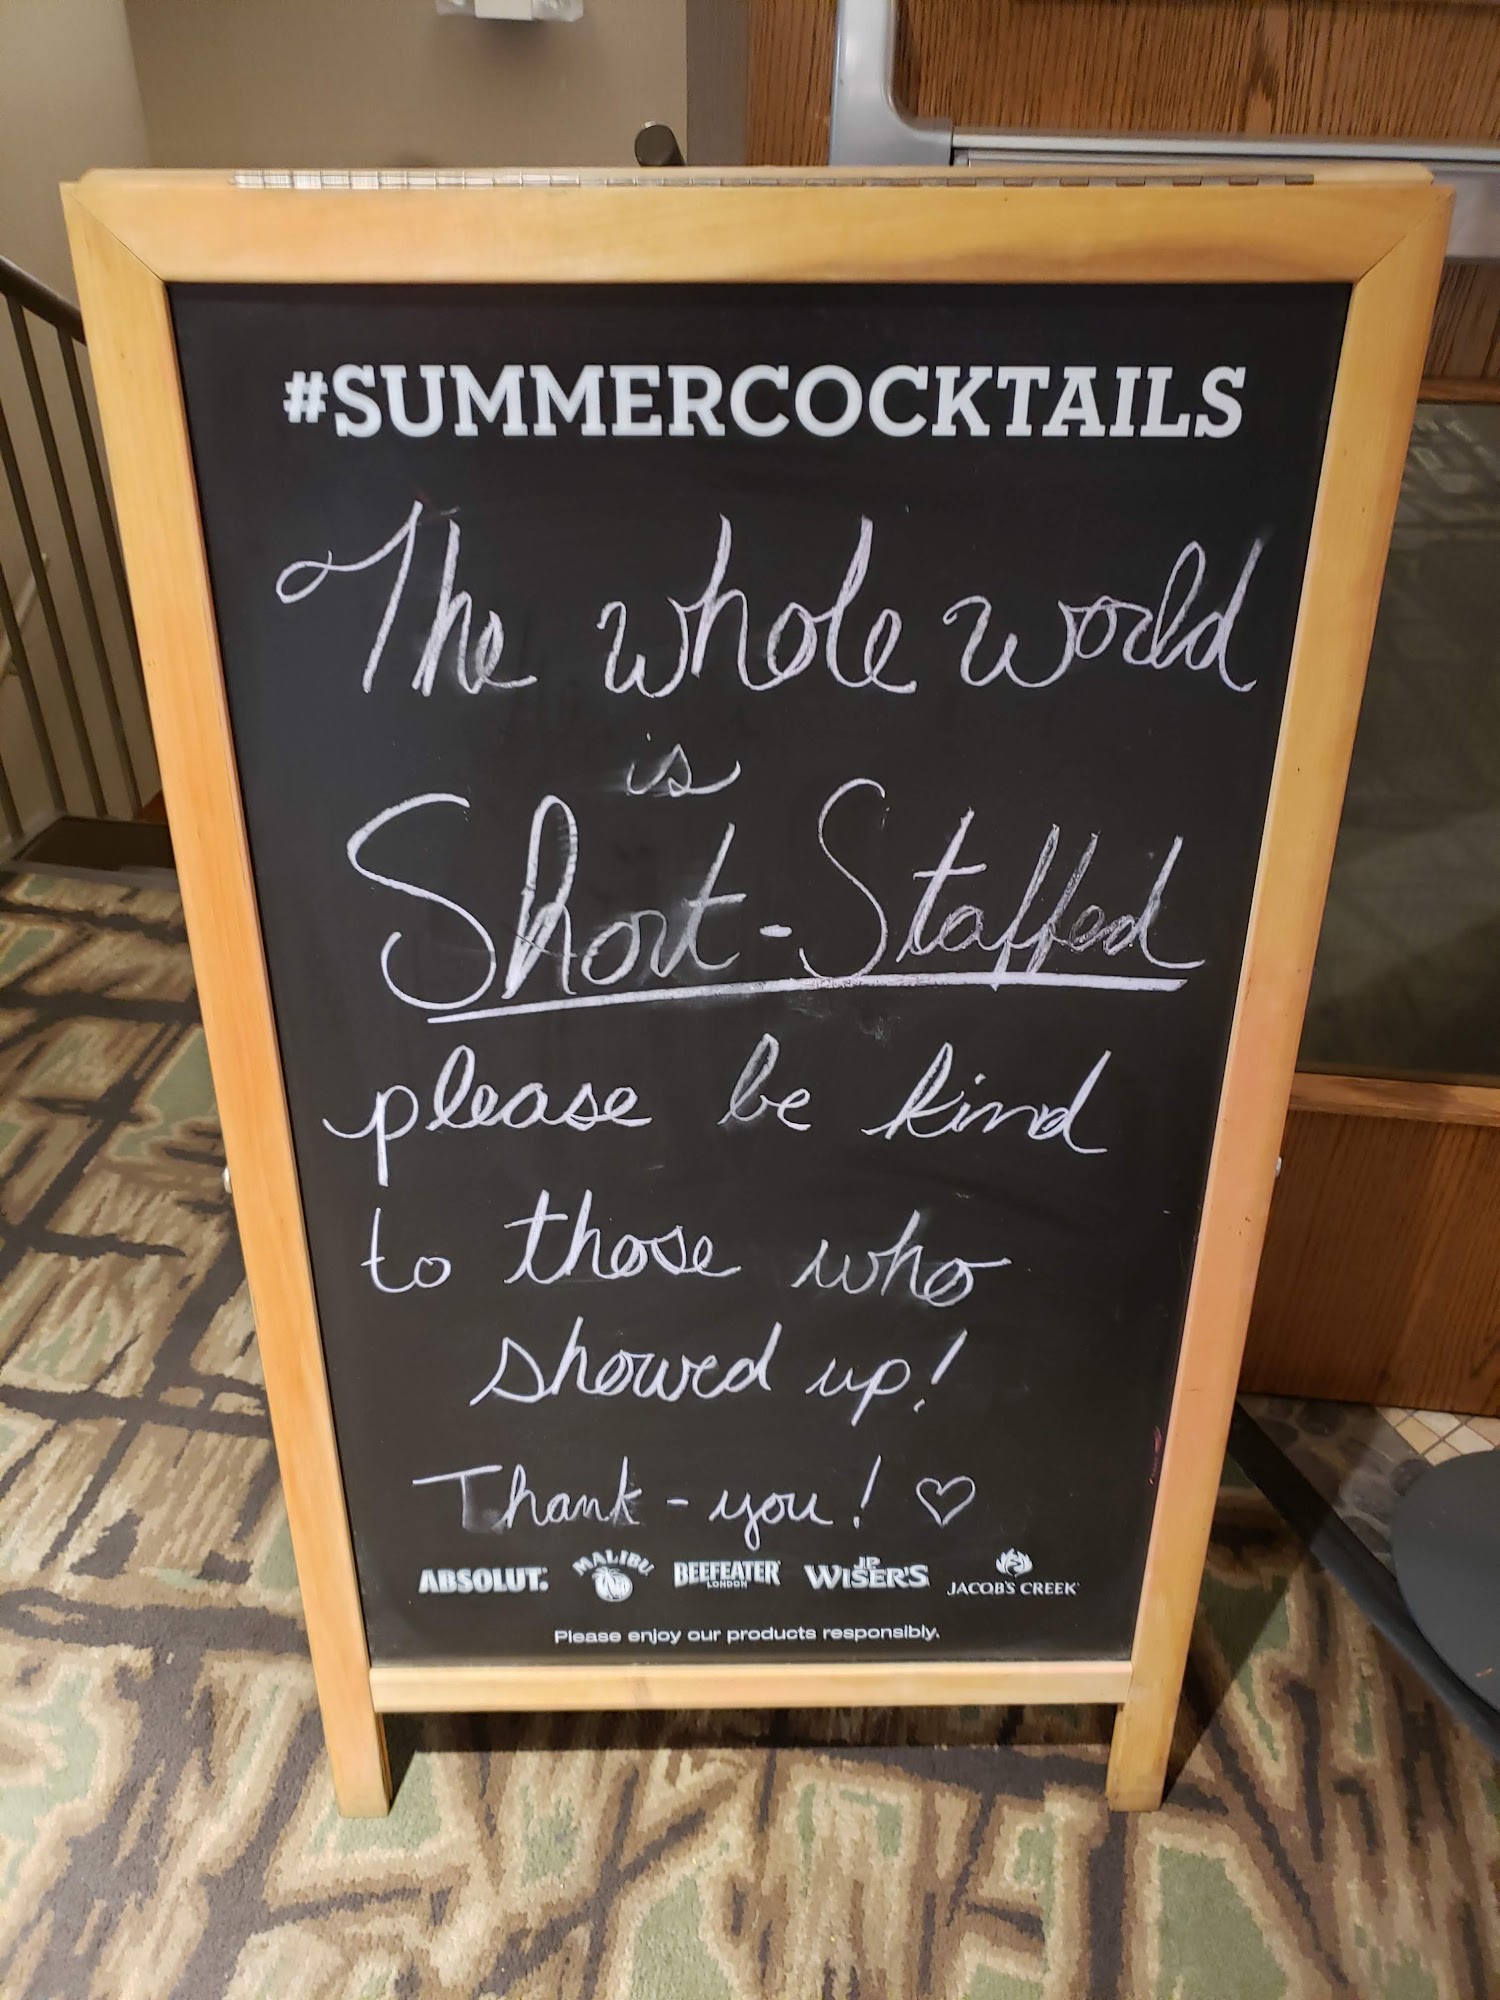 #SUMMERCOCKTAILS
The whole world
is
Short-Staffed
please be kind
to those who
showed up!
Thank-you! ♡
ABSOLUT. MALIBU BEEFEATER LONDON JP WISER'S JACOB'S CREEK
Please enjoy our products responsibly.